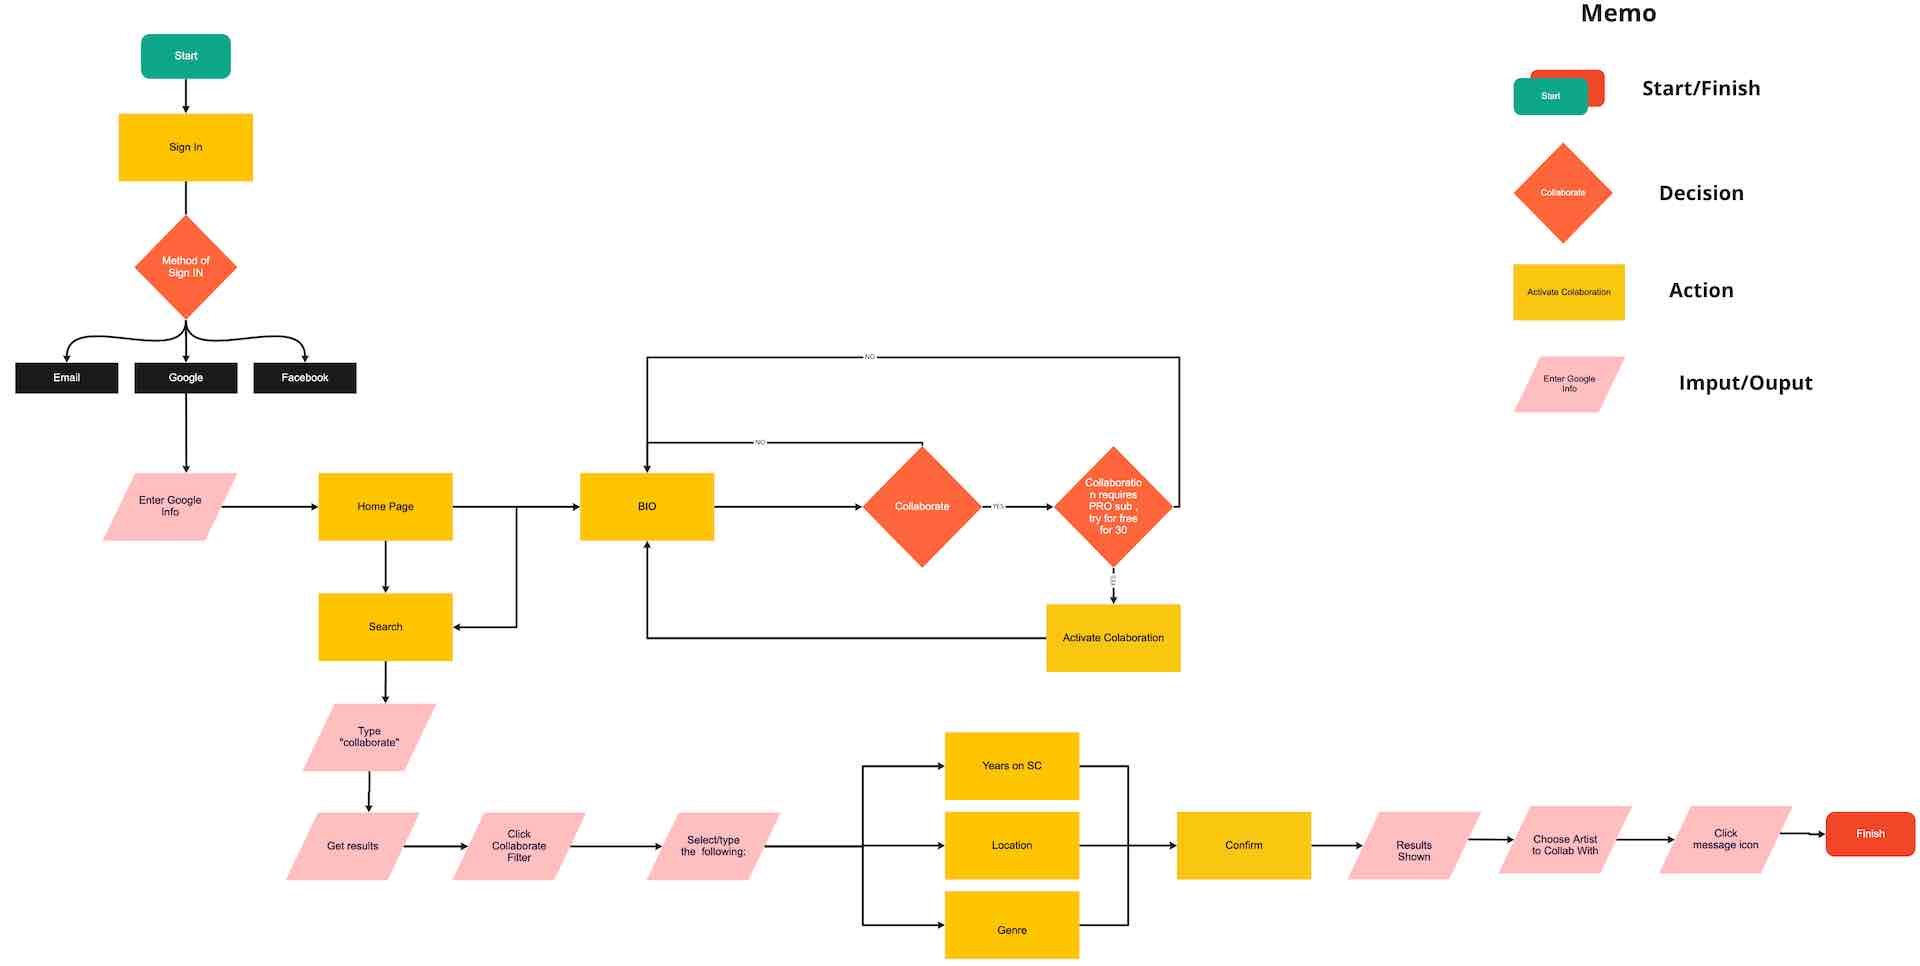 Memo
Start
Start/Finish
Start
Sign In
Collaborate
Decision
Method of
Sign IN
Activate Colaboration
Action
Email
Google
Facebook
Enter Google
Info
Imput/Ouput
NO
NO
Enter Google
Info
Home Page
BIO
Collaborate
YES
Collaboratio
n requires
PRO sub ,
try for free
for 30
YES
Search
Activate Colaboration
Type
"collaborate"
Years on SC
Get results
Click
Collaborate
Filter
Select/type
the following:
Location
Confirm
Results
Shown
Choose Artist
to Collab With
Click
message icon
Finish
Genre